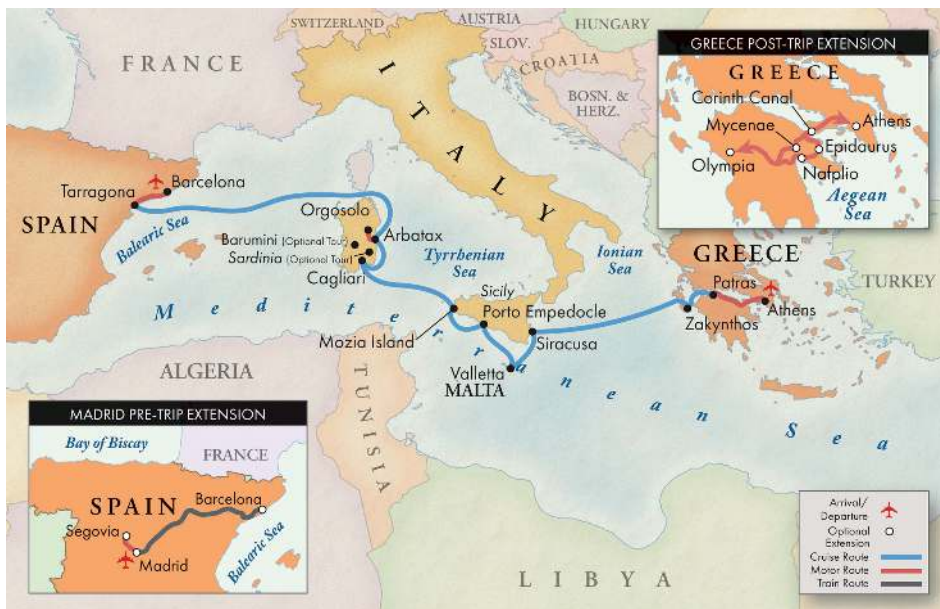 SWITZERLAND
AUSTRIA
HUNGARY
SLOV.
CROATIA
BOSN. &
HERZ.
FRANCE
ITALY
GREECE POST-TRIP EXTENSION
GREECE
Corinth Canal
Athens
Mycenae
Epidaurus
Olympia
Nafplio
Aegean
Sea
Barcelona
Tarragona
SPAIN
Balearic Sea
Orgosolo
Arbatax
Barumini (Optional Tour)
Sardinia (Optional Tour)
Cagliari
Tyrrhenian
Sea
Ionian
Sea
GREECE
TURKEY
Patras
Athens
Zakynthos
Sicily
Porto Empedocle
Mozia Island
Siracusa
Mediterranean Sea
Valletta
MALTA
ALGERIA
TUNISIA
LIBYA
MADRID PRE-TRIP EXTENSION
Bay of Biscay
FRANCE
SPAIN
Barcelona
Segovia
Madrid
Balearic Sea
Arrival/
Departure
Optional
Extension
Cruise Route
Motor Route
Train Route